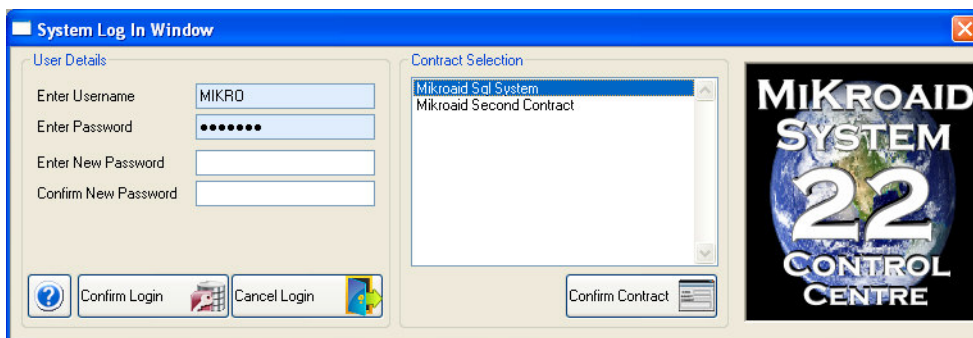 System Log In Window
User Details
Enter Username MIKRO
Enter Password •••••••
Enter New Password
Confirm New Password
Confirm Login
Cancel Login
Contract Selection
Mikroaid Sql System
Mikroaid Second Contract
Confirm Contract
MIKROAID
SYSTEM
22
CONTROL
CENTRE